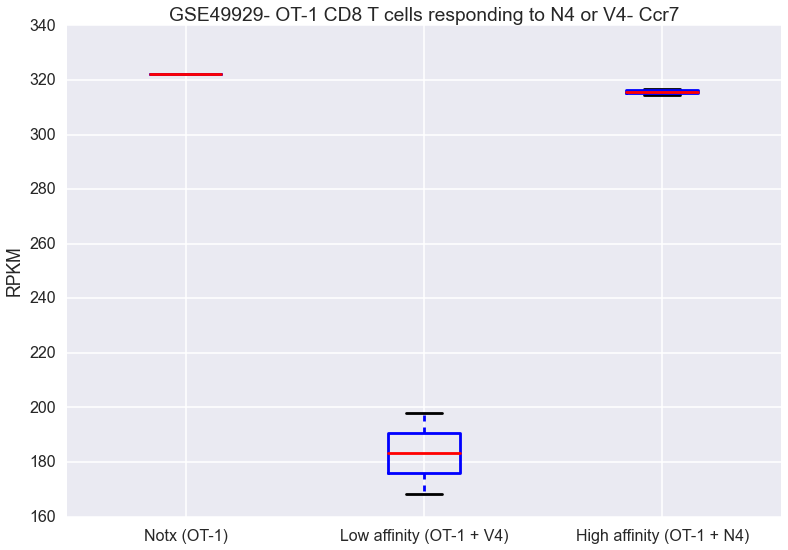 GSE49929- OT-1 CD8 T cells responding to N4 or V4- Ccr7
340
320
300
280
260
240
220
200
180
160
RPKM
Notx (OT-1)
Low affinity (OT-1 + V4)
High affinity (OT-1 + N4)